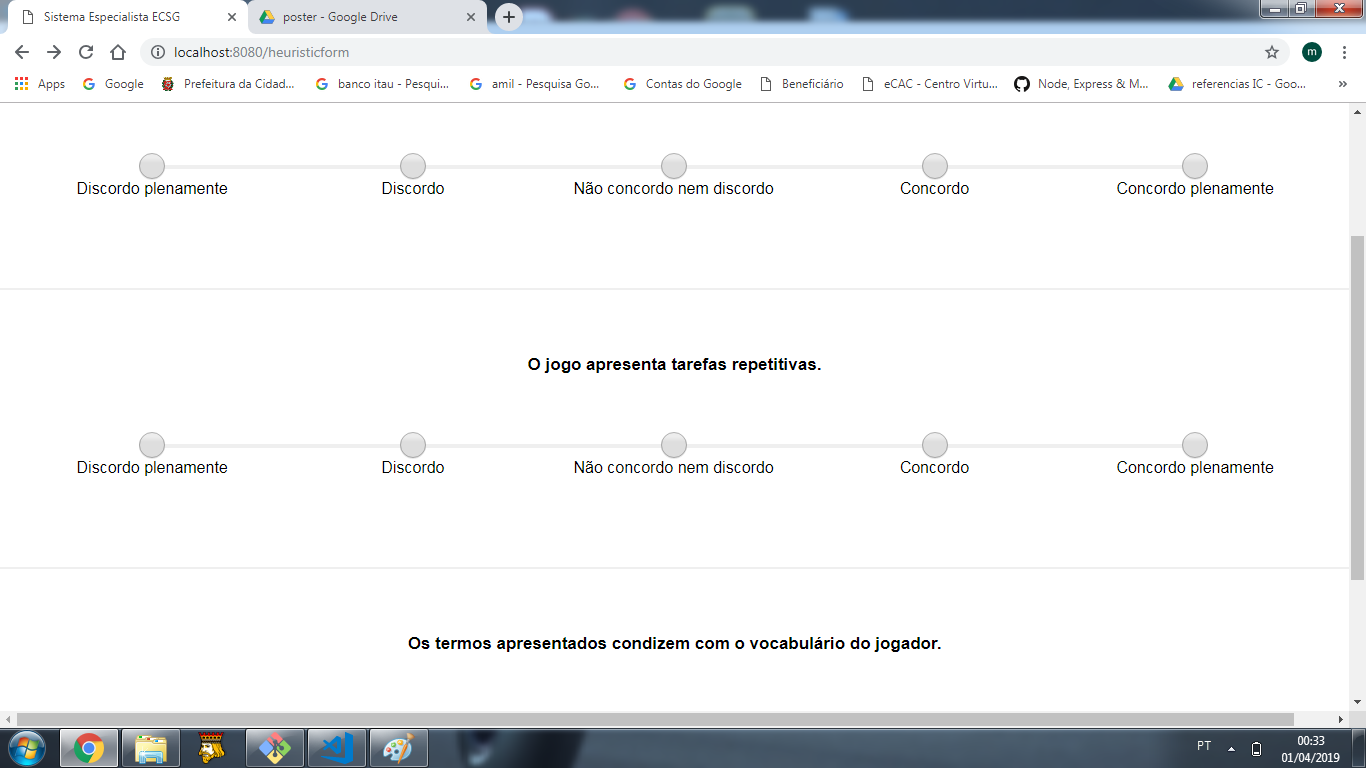 Sistema Especialista ECSG
poster - Google Drive
localhost:8080/heuristicform
m
Apps
Google
Prefeitura da Cidad...
banco itau - Pesqui...
amil - Pesquisa Goo...
Contas do Google
Beneficiário
eCAC - Centro Virtu...
Node, Express & M...
referencias IC - Goo...
»
Discordo plenamente
Discordo
Não concordo nem discordo
Concordo
Concordo plenamente
O jogo apresenta tarefas repetitivas.
Discordo plenamente
Discordo
Não concordo nem discordo
Concordo
Concordo plenamente
Os termos apresentados condizem com o vocabulário do jogador.
PT
00:33
01/04/2019